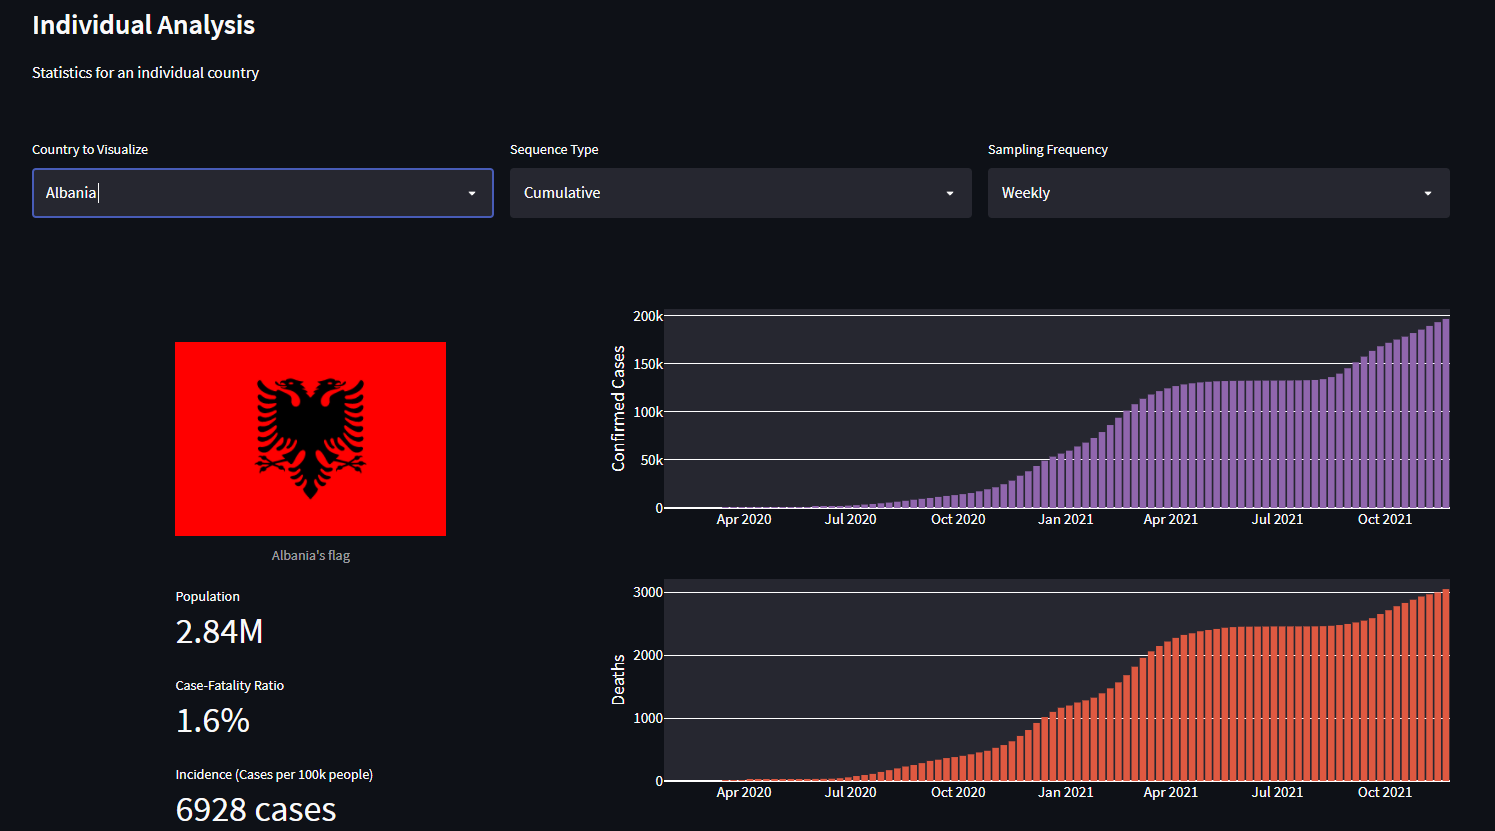 Individual Analysis
Statistics for an individual country
Country to Visualize
Albania
Sequence Type
Cumulative
Sampling Frequency
Weekly
Albania's flag
Population
2.84M
Case-Fatality Ratio
1.6%
Incidence (Cases per 100k people)
6928 cases
Confirmed Cases
200k
150k
100k
50k
0
Apr 2020 Jul 2020 Oct 2020 Jan 2021 Apr 2021 Jul 2021 Oct 2021
Deaths
3000
2000
1000
0
Apr 2020 Jul 2020 Oct 2020 Jan 2021 Apr 2021 Jul 2021 Oct 2021